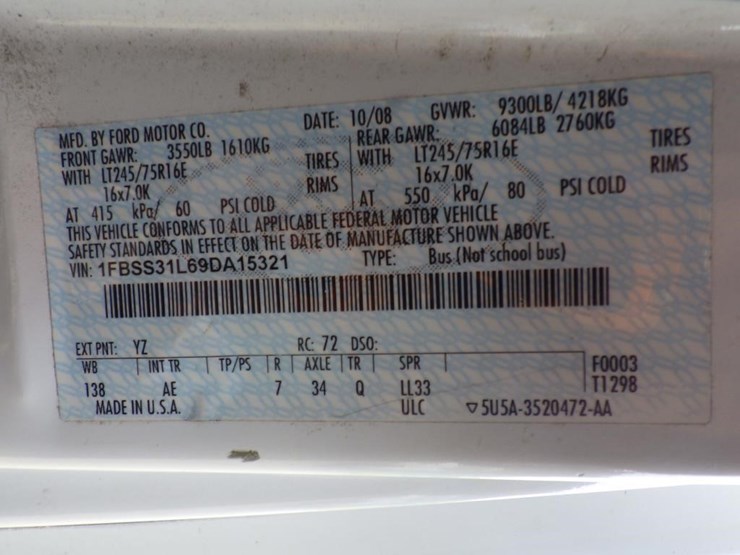 MFD. BY FORD MOTOR CO. DATE: 10/08 GVWR: 9300LB/ 4218KG
FRONT GAWR: 3550LB 1610KG REAR GAWR: 6084LB 2760KG
WITH LT245/75R16E TIRES WITH LT245/75R16E TIRES
16x7.0K RIMS 16x7.0K RIMS
AT 415 kPa/ 60 PSI COLD AT 550 kPa/ 80 PSI COLD
THIS VEHICLE CONFORMS TO ALL APPLICABLE FEDERAL MOTOR VEHICLE
SAFETY STANDARDS IN EFFECT ON THE DATE OF MANUFACTURE SHOWN ABOVE.
VIN: 1FBSS31L69DA15321 TYPE: Bus (Not school bus)
EXT PNT: YZ RC: 72 DSO:
WB INT TR TP/PS R AXLE TR SPR F0003
138 AE 7 34 Q LL33 T1298
MADE IN U.S.A. ULC ▽5U5A-3520472-AA